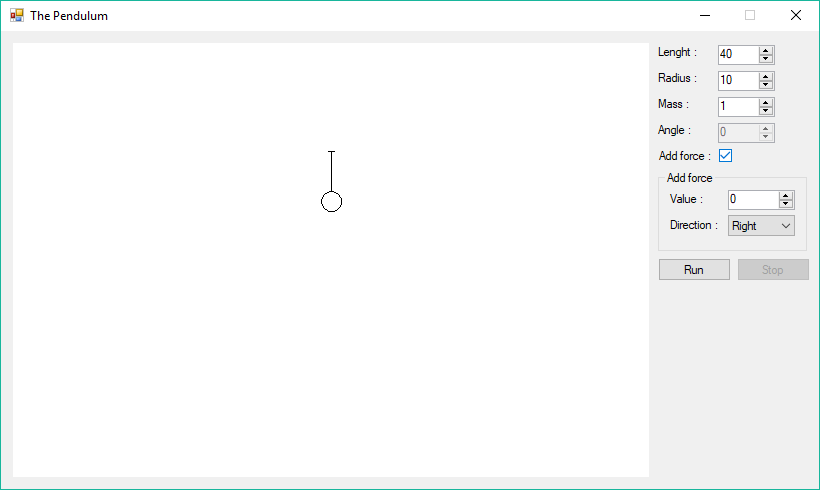 The Pendulum
Lenght : 40
Radius : 10
Mass : 1
Angle : 0
Add force :
Add force
Value : 0
Direction : Right
Run Stop